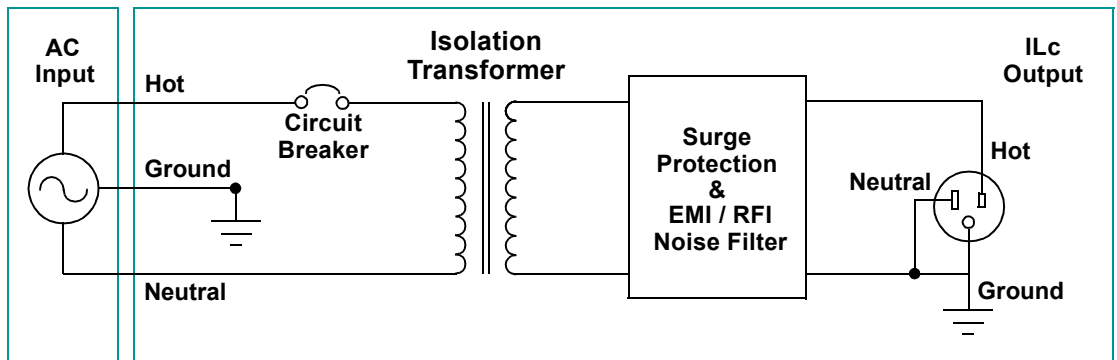 AC
Input
Hot
Ground
Neutral
Circuit
Breaker
Isolation
Transformer
Surge
Protection
&
EMI / RFI
Noise Filter
ILc
Output
Hot
Neutral
Ground